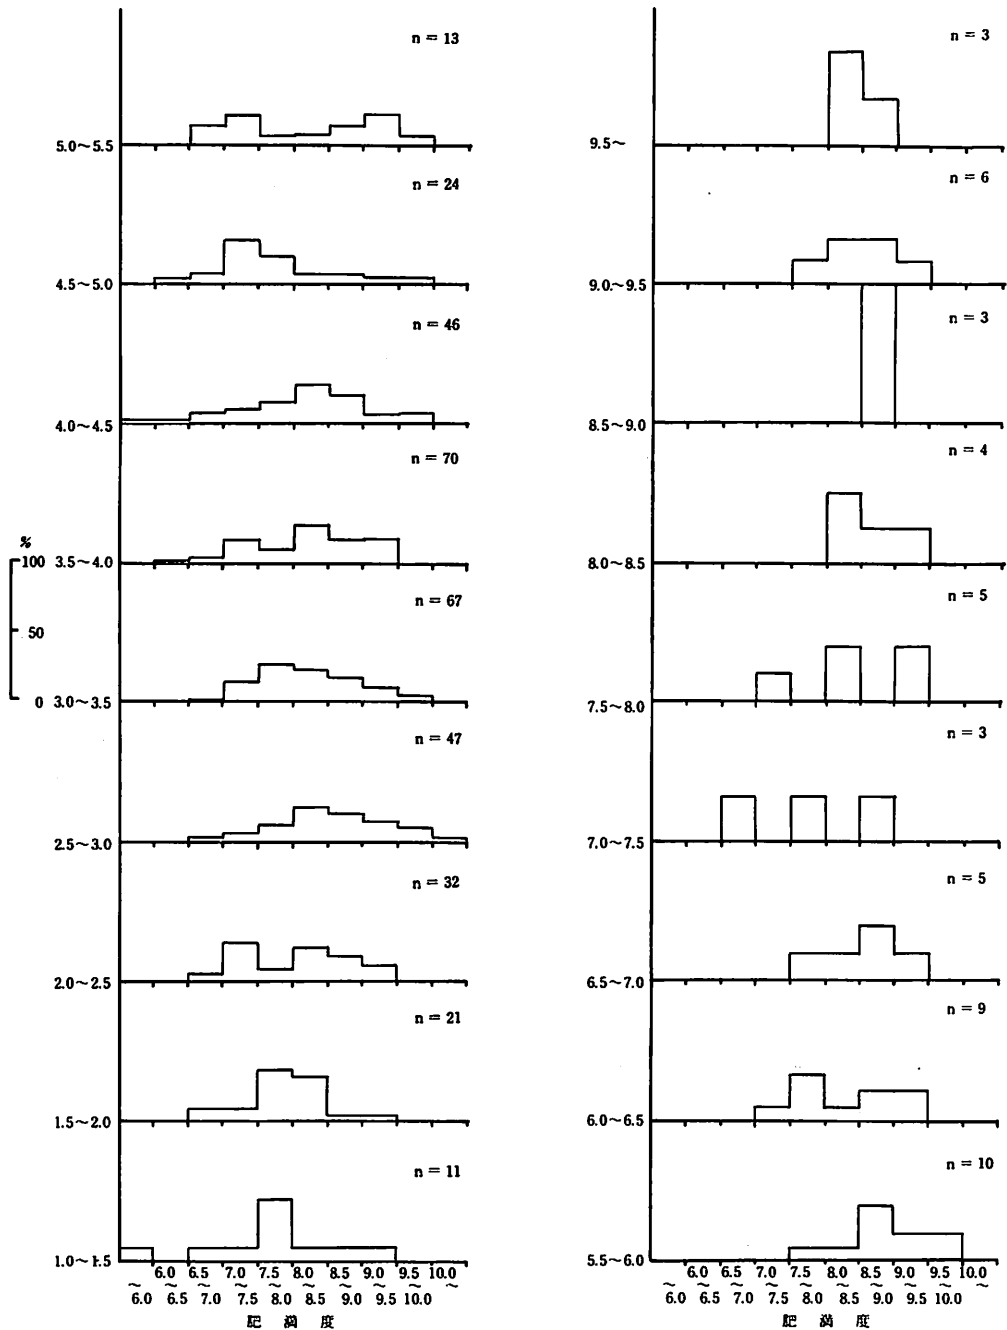 n = 13
5.0～5.5
n = 24
4.5～5.0
n = 46
4.0～4.5
n = 70
%
100
3.5～4.0
n = 67
50
0
3.0～3.5
n = 47
2.5～3.0
n = 32
2.0～2.5
n = 21
1.5～2.0
n = 11
1.0～1.5
6.0 6.5 7.0 7.5 8.0 8.5 9.0 9.5 10.0
～ ～ ～ ～ ～ ～ ～ ～ ～ ～
6.0 6.5 7.0 7.5 8.0 8.5 9.0 9.5 10.0
肥 満 度
n = 3
9.5～
n = 6
9.0～9.5
n = 3
8.5～9.0
n = 4
8.0～8.5
n = 5
7.5～8.0
n = 3
7.0～7.5
n = 5
6.5～7.0
n = 9
6.0～6.5
n = 10
5.5～6.0
6.0 6.5 7.0 7.5 8.0 8.5 9.0 9.5 10.0
～ ～ ～ ～ ～ ～ ～ ～ ～ ～
6.0 6.5 7.0 7.5 8.0 8.5 9.0 9.5 10.0
肥 満 度